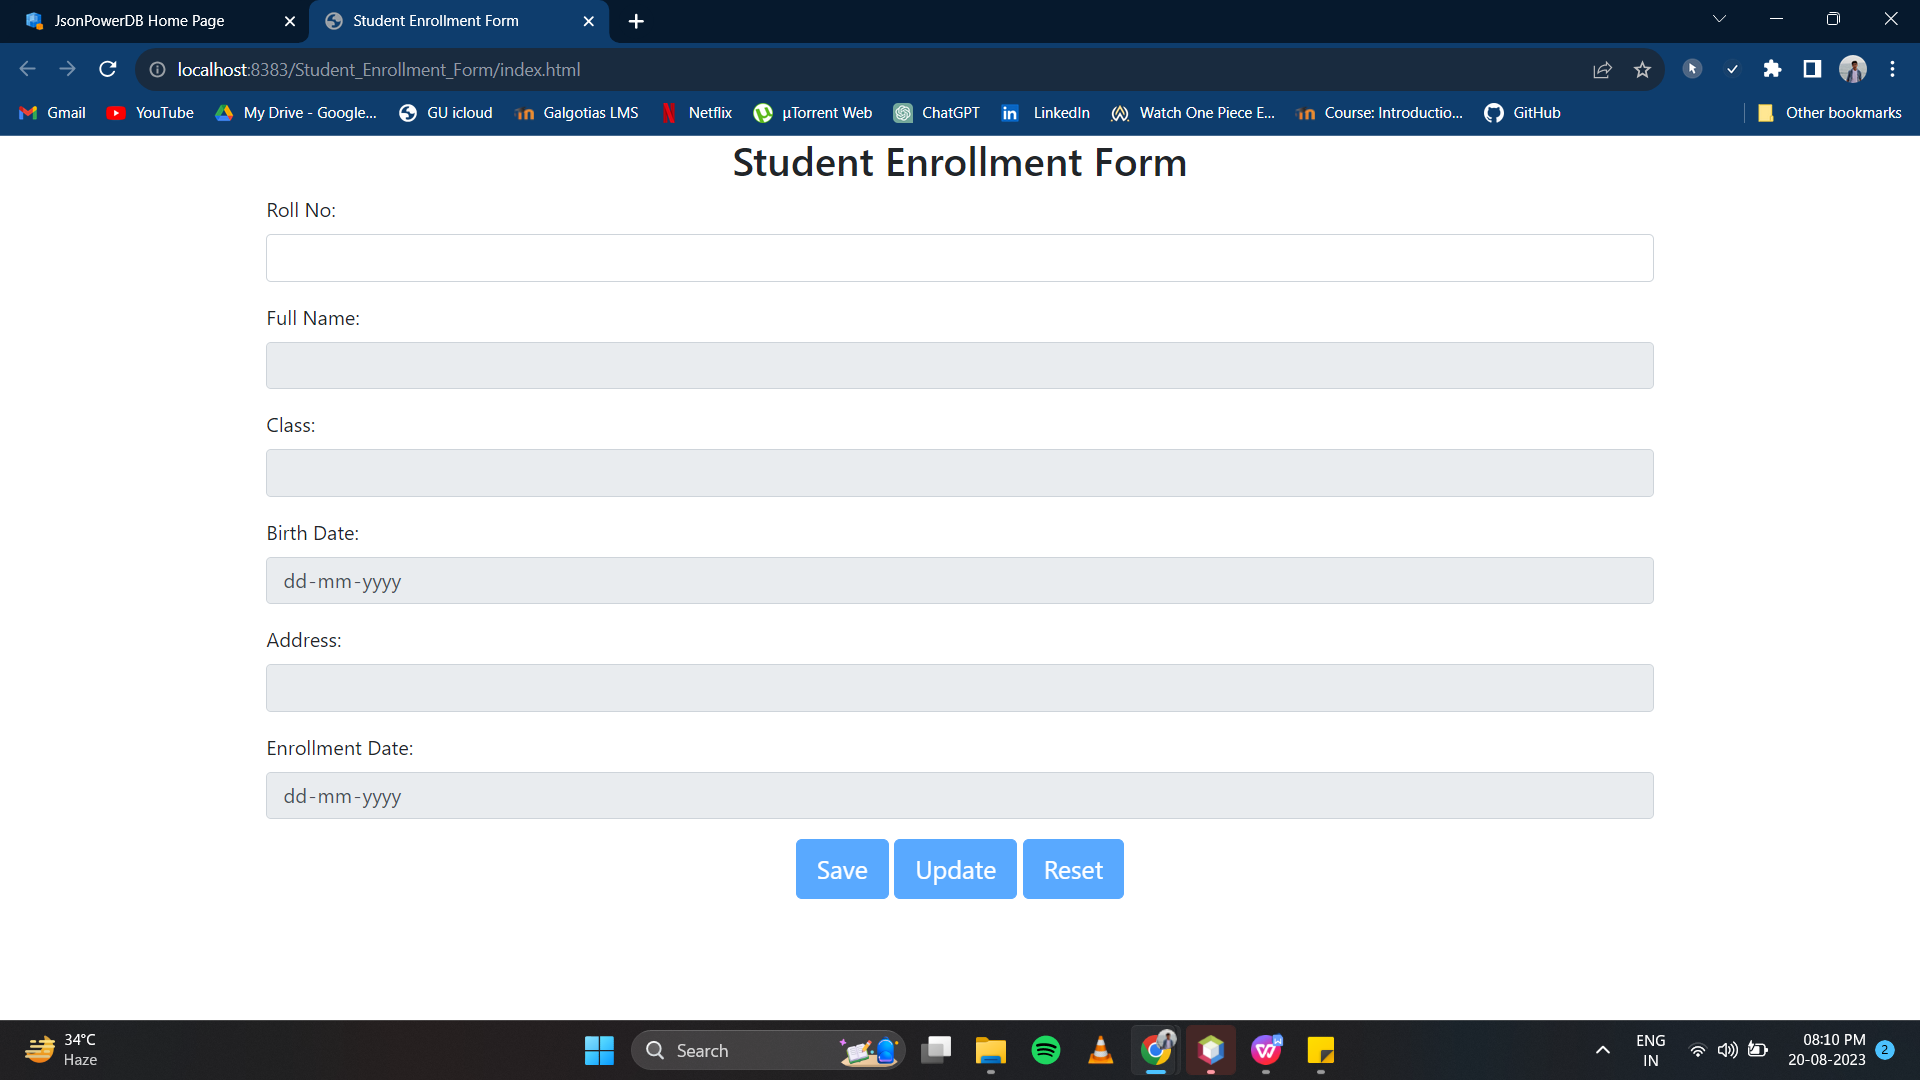 JsonPowerDB Home Page
Student Enrollment Form
localhost:8383/Student_Enrollment_Form/index.html
Gmail YouTube My Drive - Google... GU icloud Galgotias LMS Netflix µTorrent Web ChatGPT LinkedIn Watch One Piece E... Course: Introductio... GitHub Other bookmarks
Student Enrollment Form
Roll No:
Full Name:
Class:
Birth Date:
dd-mm-yyyy
Address:
Enrollment Date:
dd-mm-yyyy
Save Update Reset
34°C
Haze
Search
ENG
IN
08:10 PM
20-08-2023
2